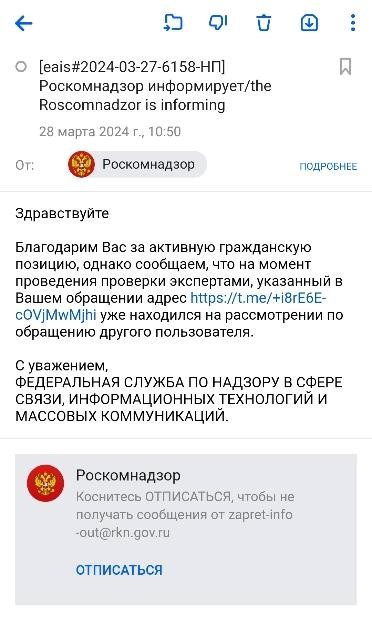 [eais#2024-03-27-6158-НП]
Роскомнадзор информирует/the
Roscomnadzor is informing
28 марта 2024 г., 10:50
От: Роскомнадзор ПОДРОБНЕЕ
Здравствуйте
Благодарим Вас за активную гражданскую
позицию, однако сообщаем, что на момент
проведения проверки экспертами, указанный в
Вашем обращении адрес https://t.me/+i8rE6E-
cOVjMwMjhi уже находился на рассмотрении по
обращению другого пользователя.
С уважением,
ФЕДЕРАЛЬНАЯ СЛУЖБА ПО НАДЗОРУ В СФЕРЕ
СВЯЗИ, ИНФОРМАЦИОННЫХ ТЕХНОЛОГИЙ И
МАССОВЫХ КОММУНИКАЦИЙ.
Роскомнадзор
Коснитесь ОТПИСАТЬСЯ, чтобы не
получать сообщения от zapret-info
-out@rkn.gov.ru
ОТПИСАТЬСЯ